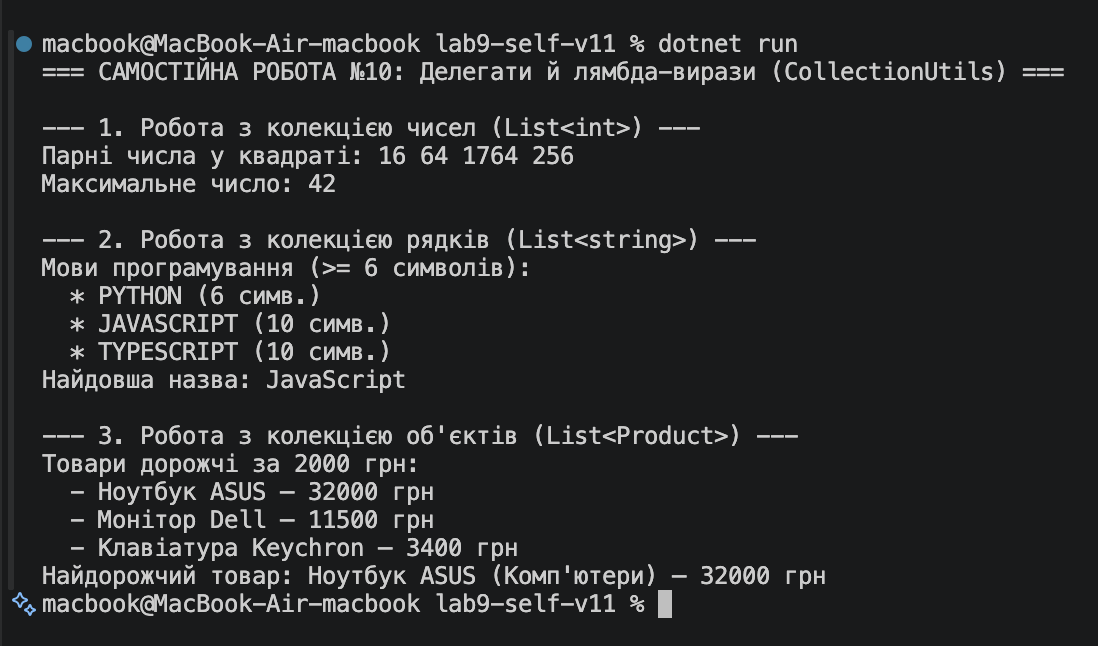 macbook@MacBook-Air-macbook lab9-self-v11 % dotnet run
=== САМОСТІЙНА РОБОТА №10: Делегати й лямбда-вирази (CollectionUtils) ===
--- 1. Робота з колекцією чисел (List<int>) ---
Парні числа у квадраті: 16 64 1764 256
Максимальне число: 42
--- 2. Робота з колекцією рядків (List<string>) ---
Мови програмування (>= 6 символів):
* PYTHON (6 симв.)
* JAVASCRIPT (10 симв.)
* TYPESCRIPT (10 симв.)
Найдовша назва: JavaScript
--- 3. Робота з колекцією об'єктів (List<Product>) ---
Товари дорожчі за 2000 грн:
- Ноутбук ASUS — 32000 грн
- Монітор Dell — 11500 грн
- Клавіатура Keychron — 3400 грн
Найдорожчий товар: Ноутбук ASUS (Комп'ютери) — 32000 грн
macbook@MacBook-Air-macbook lab9-self-v11 %